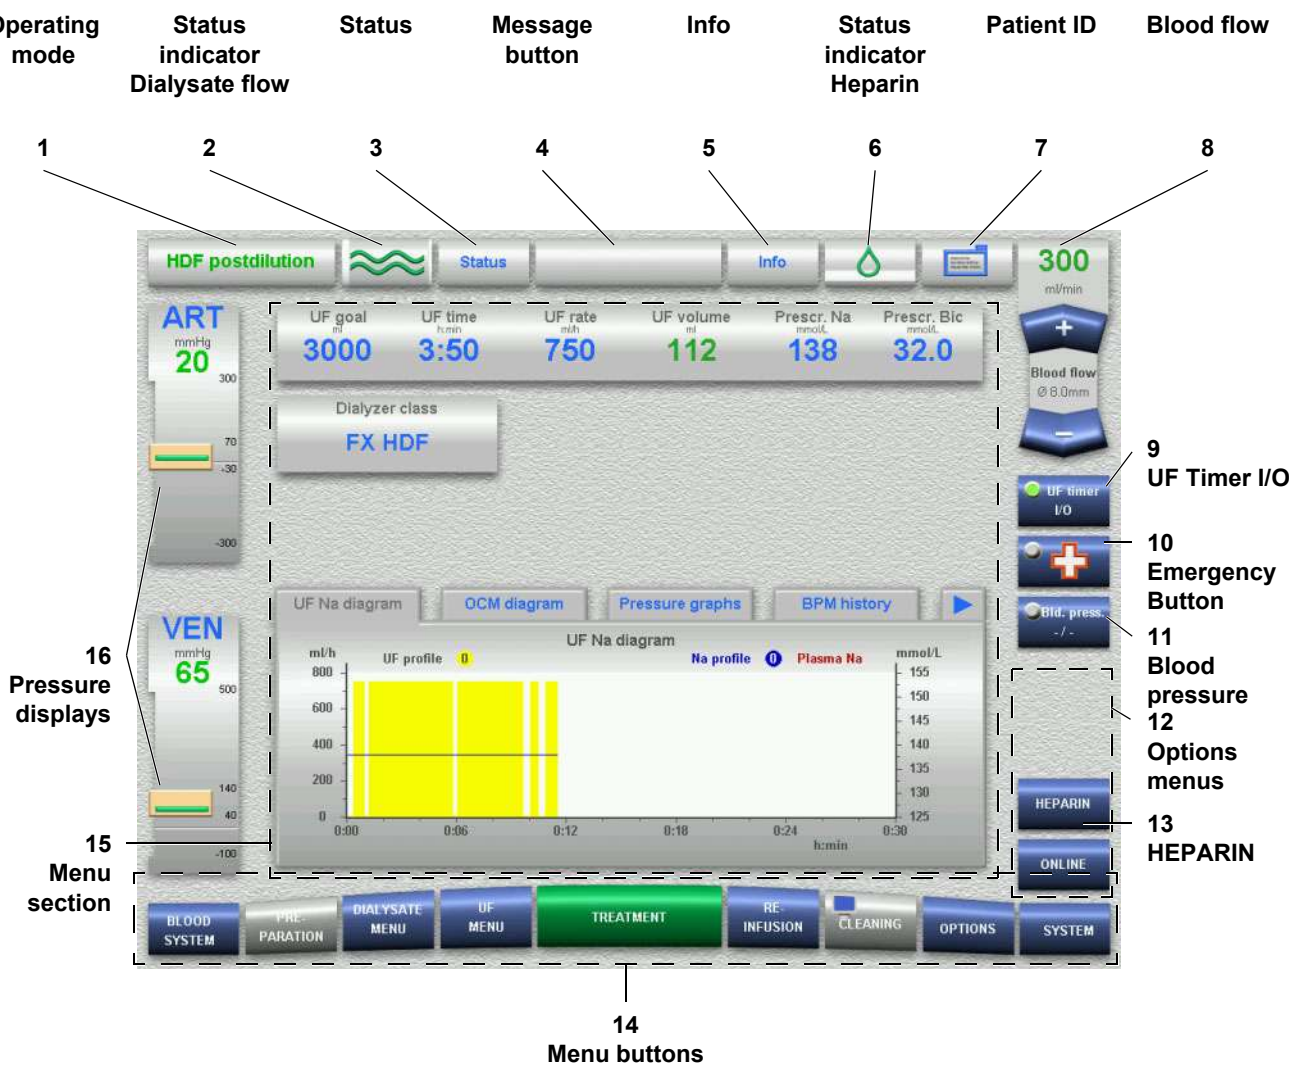 Operating mode
Status indicator Dialysate flow
Status
Message button
Info
Status indicator Heparin
Patient ID
Blood flow
1 2 3 4 5 6 7 8
HDF postdilution
Status
Info
300
ml/min
+
Blood flow
Ø 8.0mm
–
ART
mmHg
20
300
70
-30
-300
UF goal
ml
3000
UF time
h:min
3:50
UF rate
ml/h
750
UF volume
ml
112
Prescr. Na
mmol/L
138
Prescr. Bic
mmol/L
32.0
Dialyzer class
FX HDF
9
UF Timer I/O
UF timer
I/O
10
Emergency
Button
Bld. press.
-/-
11
Blood
pressure
12
Options
menus
13
HEPARIN
HEPARIN
ONLINE
UF Na diagram
OCM diagram
Pressure graphs
BPM history
UF Na diagram
ml/h
UF profile 0
Na profile 0
Plasma Na
mmol/L
800
600
400
200
0
155
150
145
140
135
130
125
0:00 0:06 0:12 0:18 0:24 0:30
h:min
VEN
mmHg
65
500
140
40
-100
16
Pressure
displays
15
Menu
section
BLOOD
SYSTEM
PRE-
PARATION
DIALYSATE
MENU
UF
MENU
TREATMENT
RE-
INFUSION
CLEANING
OPTIONS
SYSTEM
14
Menu buttons